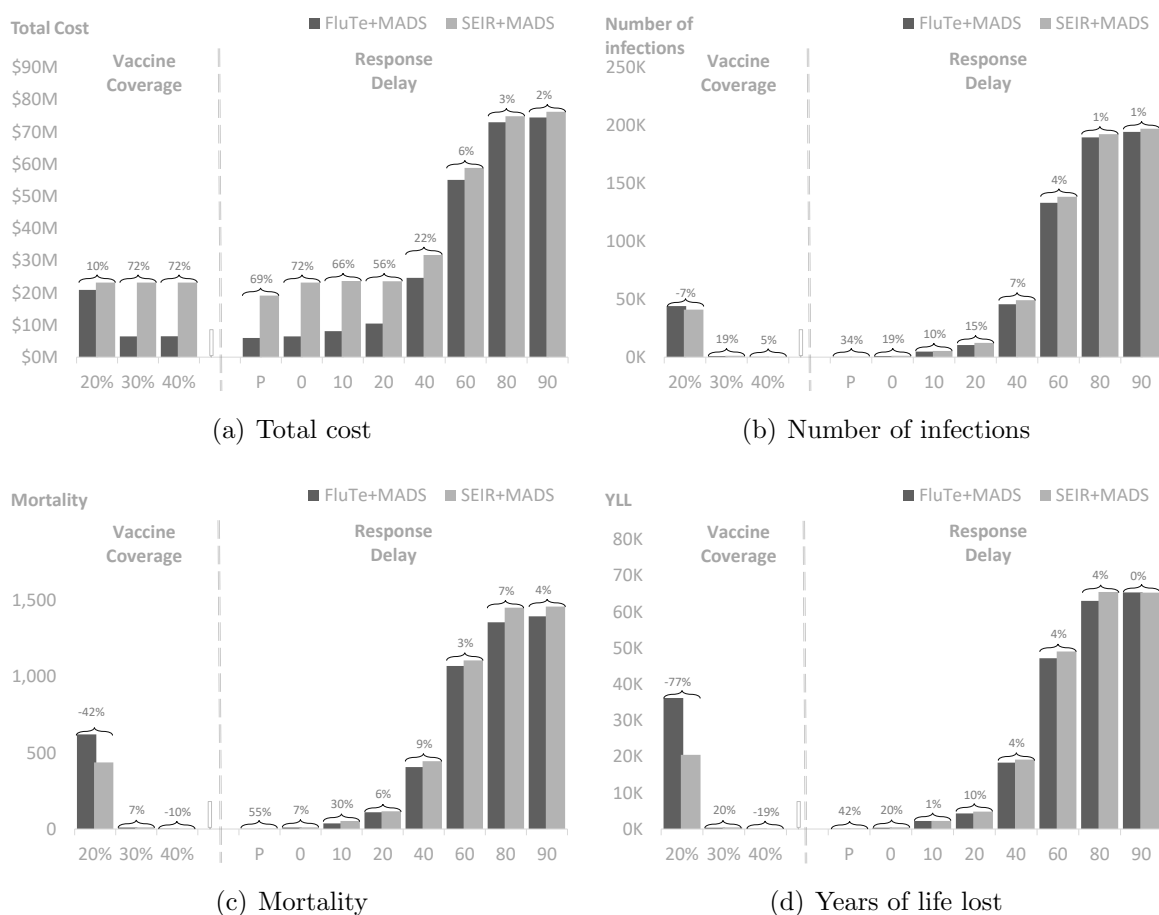 Total Cost
FluTe+MADS SEIR+MADS
Vaccine Coverage
Response Delay
$90M
$80M
$70M
$60M
$50M
$40M
$30M
$20M
$10M
$0M
10% 72% 72% 69% 72% 66% 56% 22% 6% 3% 2%
20% 30% 40% P 0 10 20 40 60 80 90
(a) Total cost
Number of infections
FluTe+MADS SEIR+MADS
Vaccine Coverage
Response Delay
250K
200K
150K
100K
50K
0K
-7% 19% 5% 34% 19% 10% 15% 7% 4% 1% 1%
20% 30% 40% P 0 10 20 40 60 80 90
(b) Number of infections
Mortality
FluTe+MADS SEIR+MADS
Vaccine Coverage
Response Delay
1,500
1,000
500
0
-42% 7% -10% 55% 7% 30% 6% 9% 3% 7% 4%
20% 30% 40% P 0 10 20 40 60 80 90
(c) Mortality
YLL
FluTe+MADS SEIR+MADS
Vaccine Coverage
Response Delay
80K
70K
60K
50K
40K
30K
20K
10K
0K
-77% 20% -19% 42% 20% 1% 10% 4% 4% 4% 0%
20% 30% 40% P 0 10 20 40 60 80 90
(d) Years of life lost